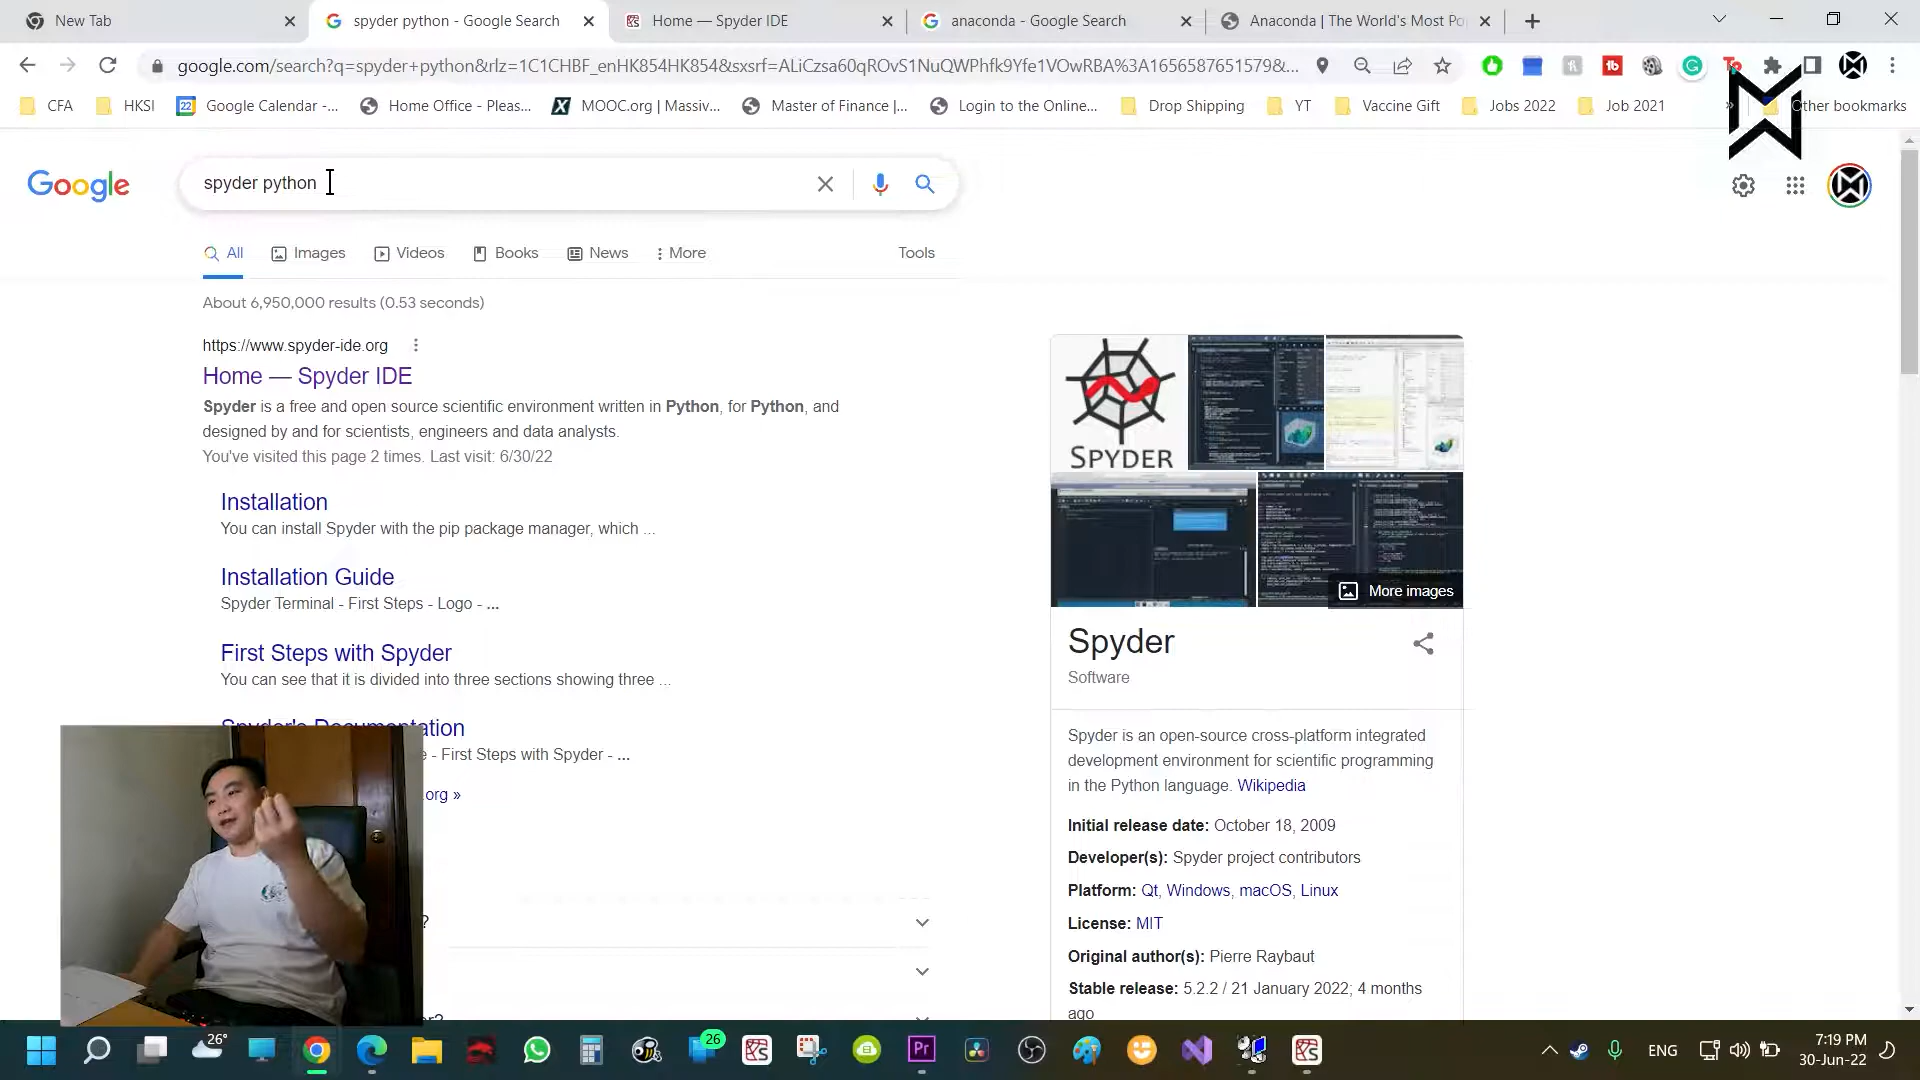 New Tab
spyder python - Google Search
Home — Spyder IDE
anaconda - Google Search
Anaconda | The World's Most Po
google.com/search?q=spyder+python&rlz=1C1CHBF_enHK854HK854&sxsrf=ALiCzsa60qROvS1NuQWPhfk9Yfe1VOwRBA%3A1656587651579&...
CFA
HKSI
22
Google Calendar -...
Home Office - Pleas...
MOOC.org | Massiv...
Master of Finance |...
Login to the Online...
Drop Shipping
YT
Vaccine Gift
Jobs 2022
Job 2021
»
Other bookmarks
Google
spyder python
All
Images
Videos
Books
News
More
Tools
About 6,950,000 results (0.53 seconds)
https://www.spyder-ide.org
Home — Spyder IDE
Spyder is a free and open source scientific environment written in Python, for Python, and
designed by and for scientists, engineers and data analysts.
You've visited this page 2 times. Last visit: 6/30/22
Installation
You can install Spyder with the pip package manager, which ...
Installation Guide
Spyder Terminal - First Steps - Logo - ...
First Steps with Spyder
You can see that it is divided into three sections showing three ...
Spyder's Documentation
- First Steps with Spyder - ...
.org »
?
SPYDER
More images
Spyder
Software
Spyder is an open-source cross-platform integrated
development environment for scientific programming
in the Python language. Wikipedia
Initial release date: October 18, 2009
Developer(s): Spyder project contributors
Platform: Qt, Windows, macOS, Linux
License: MIT
Original author(s): Pierre Raybaut
Stable release: 5.2.2 / 21 January 2022; 4 months
ago
26°
26
Pr
ENG
7:19 PM
30-Jun-22